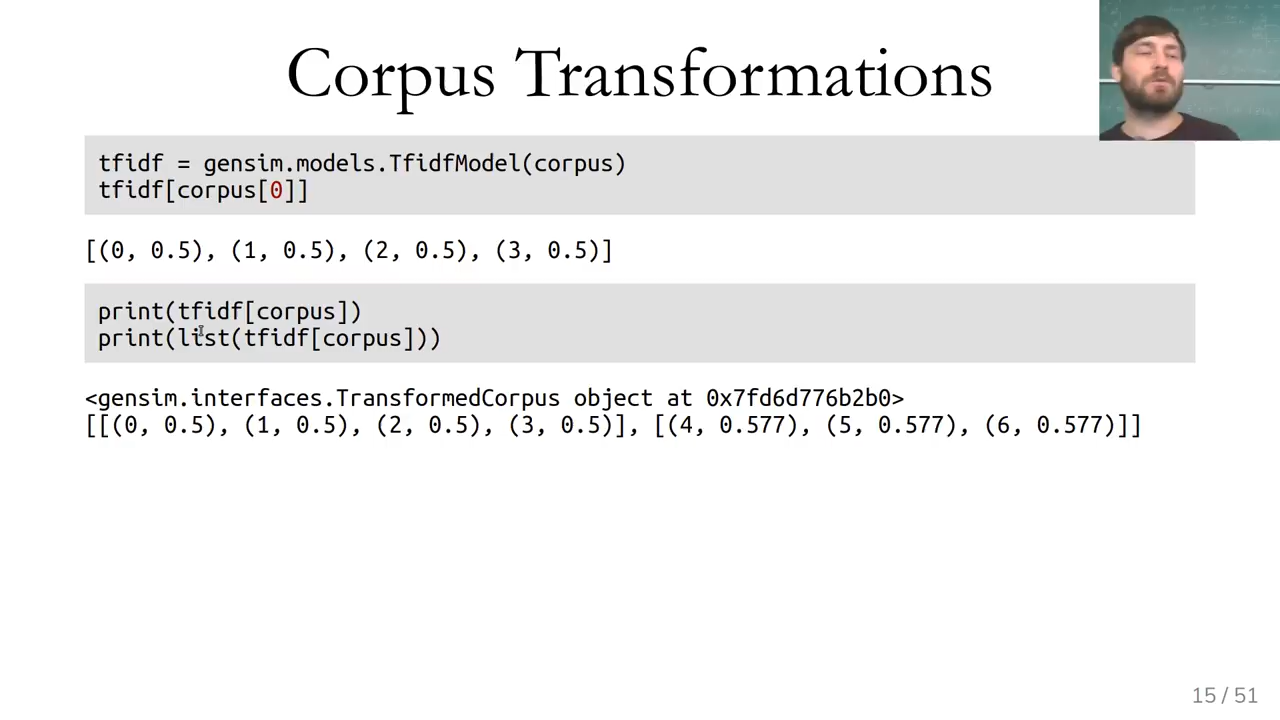 Corpus Transformations
tfidf = gensim.models.TfidfModel(corpus)
tfidf[corpus[0]]
[(0, 0.5), (1, 0.5), (2, 0.5), (3, 0.5)]
print(tfidf[corpus])
print(list(tfidf[corpus]))
<gensim.interfaces.TransformedCorpus object at 0x7fd6d776b2b0>
[[(0, 0.5), (1, 0.5), (2, 0.5), (3, 0.5)], [(4, 0.577), (5, 0.577), (6, 0.577)]]
15 / 51